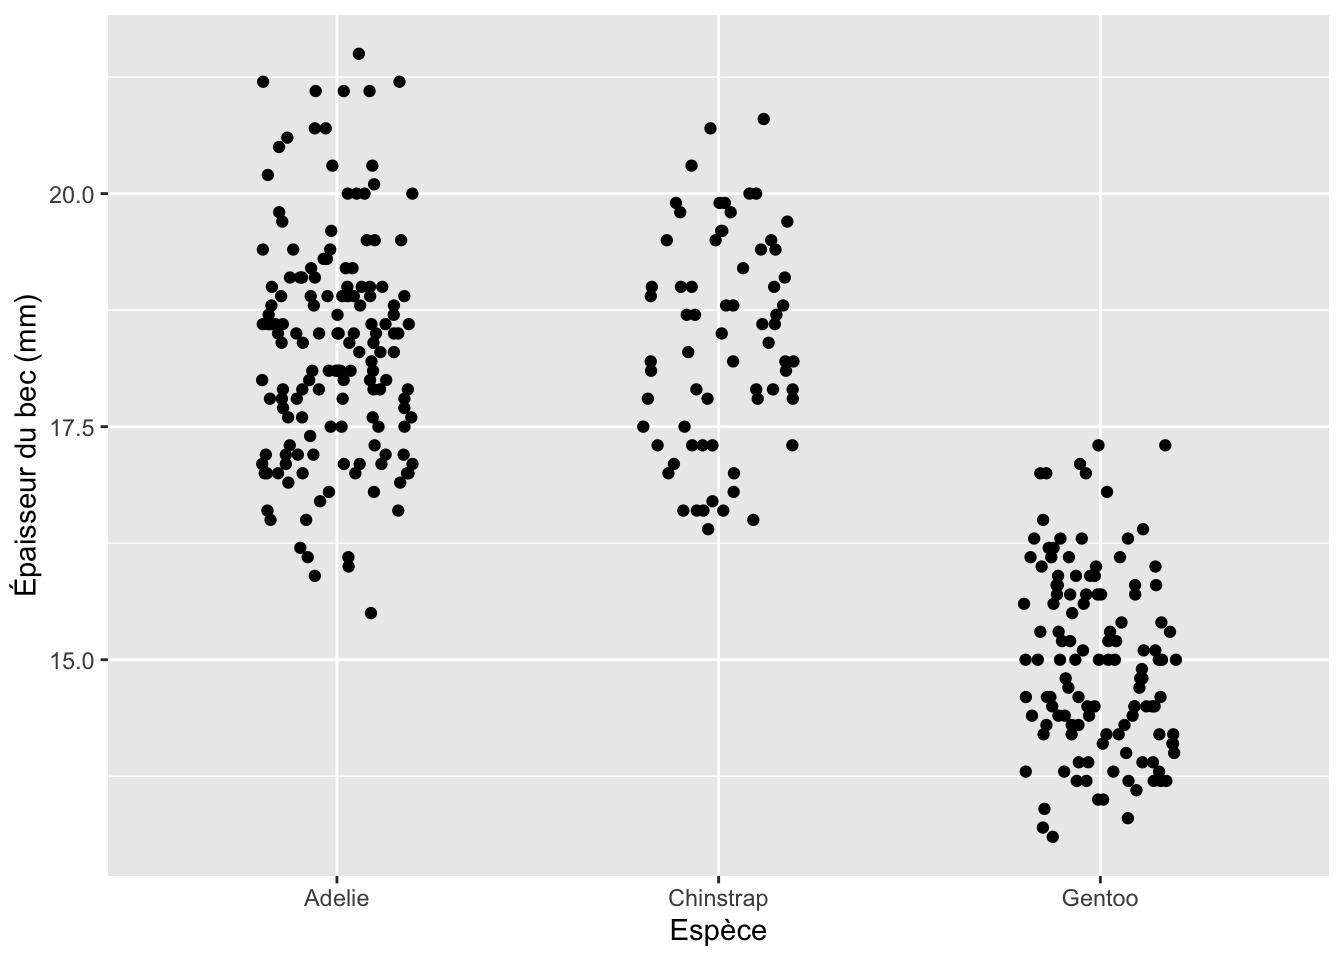 Épaisseur du bec (mm)
20.0
17.5
15.0
Adelie Chinstrap Gentoo
Espèce